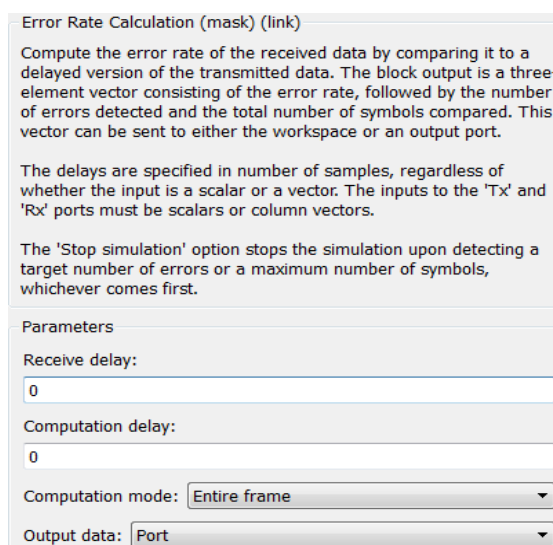 Error Rate Calculation (mask) (link)
Compute the error rate of the received data by comparing it to a
delayed version of the transmitted data. The block output is a three-
element vector consisting of the error rate, followed by the number
of errors detected and the total number of symbols compared. This
vector can be sent to either the workspace or an output port.
The delays are specified in number of samples, regardless of
whether the input is a scalar or a vector. The inputs to the 'Tx' and
'Rx' ports must be scalars or column vectors.
The 'Stop simulation' option stops the simulation upon detecting a
target number of errors or a maximum number of symbols,
whichever comes first.
Parameters
Receive delay:
0
Computation delay:
0
Computation mode: Entire frame
Output data: Port